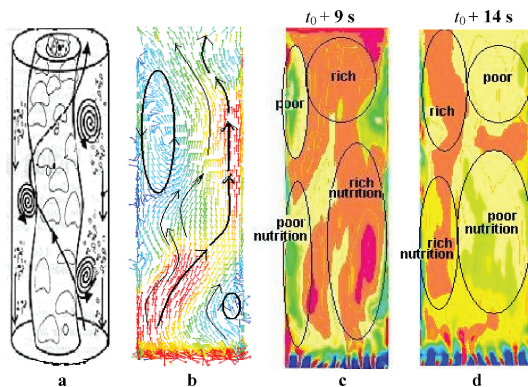 t₀ + 9 s
t₀ + 14 s
rich
poor
poor
rich
rich
nutrition
poor
nutrition
poor
nutrition
rich
nutrition
a
b
c
d